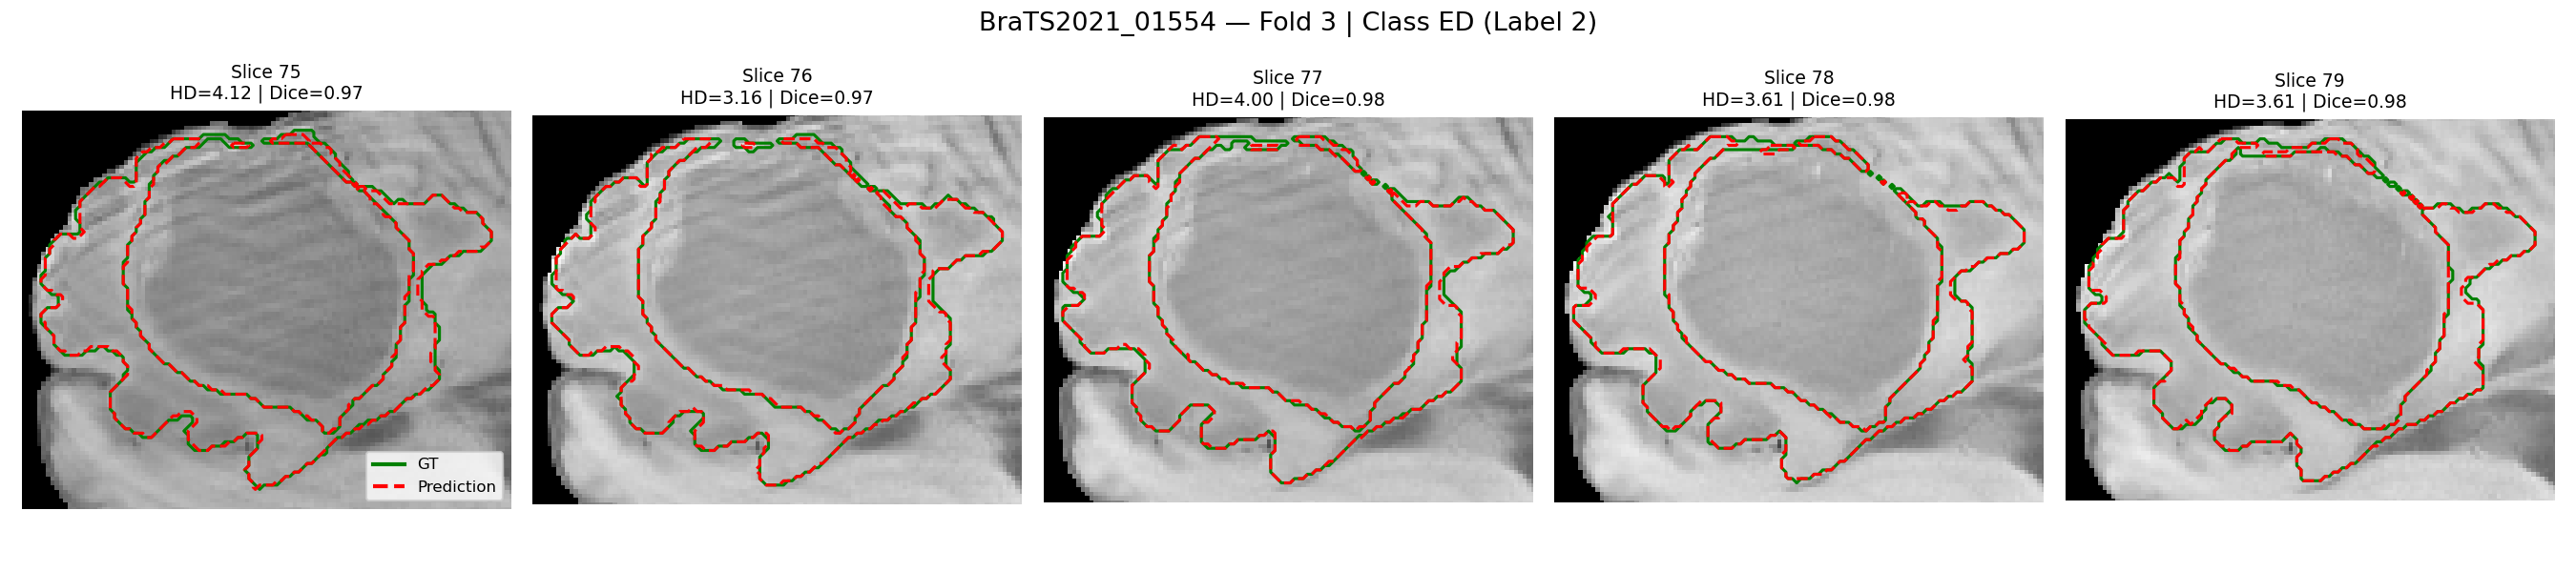 BraTS2021_01554 — Fold 3 | Class ED (Label 2)
Slice 75
HD=4.12 | Dice=0.97
Slice 76
HD=3.16 | Dice=0.97
Slice 77
HD=4.00 | Dice=0.98
Slice 78
HD=3.61 | Dice=0.98
Slice 79
HD=3.61 | Dice=0.98
GT
Prediction